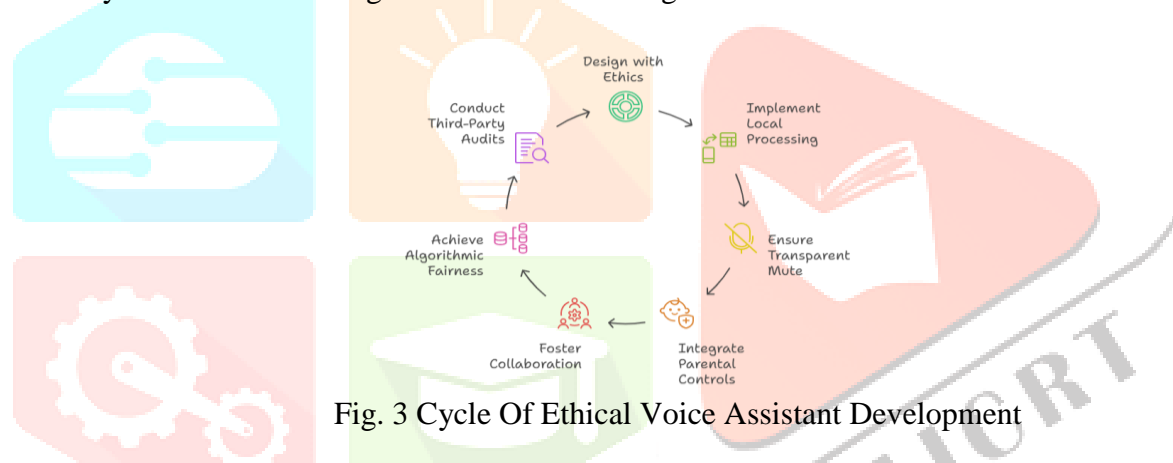 Design with
Ethics
Implement
Local
Processing
Ensure
Transparent
Mute
Integrate
Parental
Controls
Foster
Collaboration
Achieve
Algorithmic
Fairness
Conduct
Third-Party
Audits
Fig. 3 Cycle Of Ethical Voice Assistant Development